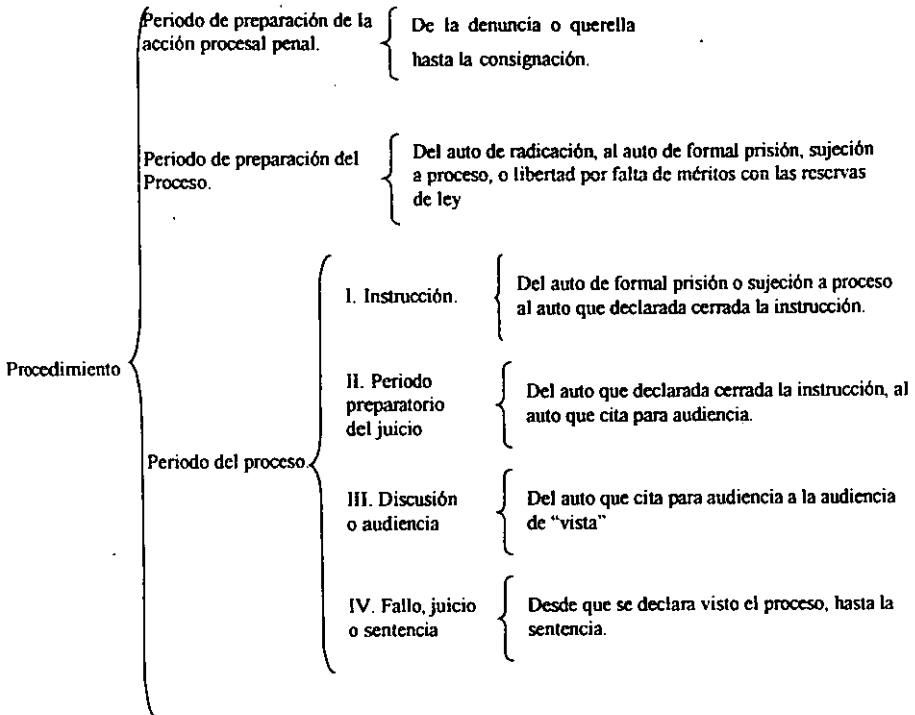 Periodo de preparación de la
acción procesal penal.
De la denuncia o querella
hasta la consignación.
Periodo de preparación del
Proceso.
Del auto de radicación, al auto de formal prisión, sujeción
a proceso, o libertad por falta de méritos con las reservas
de ley
Procedimiento
Periodo del proceso.
I. Instrucción.
Del auto de formal prisión o sujeción a proceso
al auto que declarada cerrada la instrucción.
II. Periodo
preparatorio
del juicio
Del auto que declarada cerrada la instrucción, al
auto que cita para audiencia.
III. Discusión
o audiencia
Del auto que cita para audiencia a la audiencia
de “vista”
IV. Fallo, juicio
o sentencia
Desde que se declara visto el proceso, hasta la
sentencia.